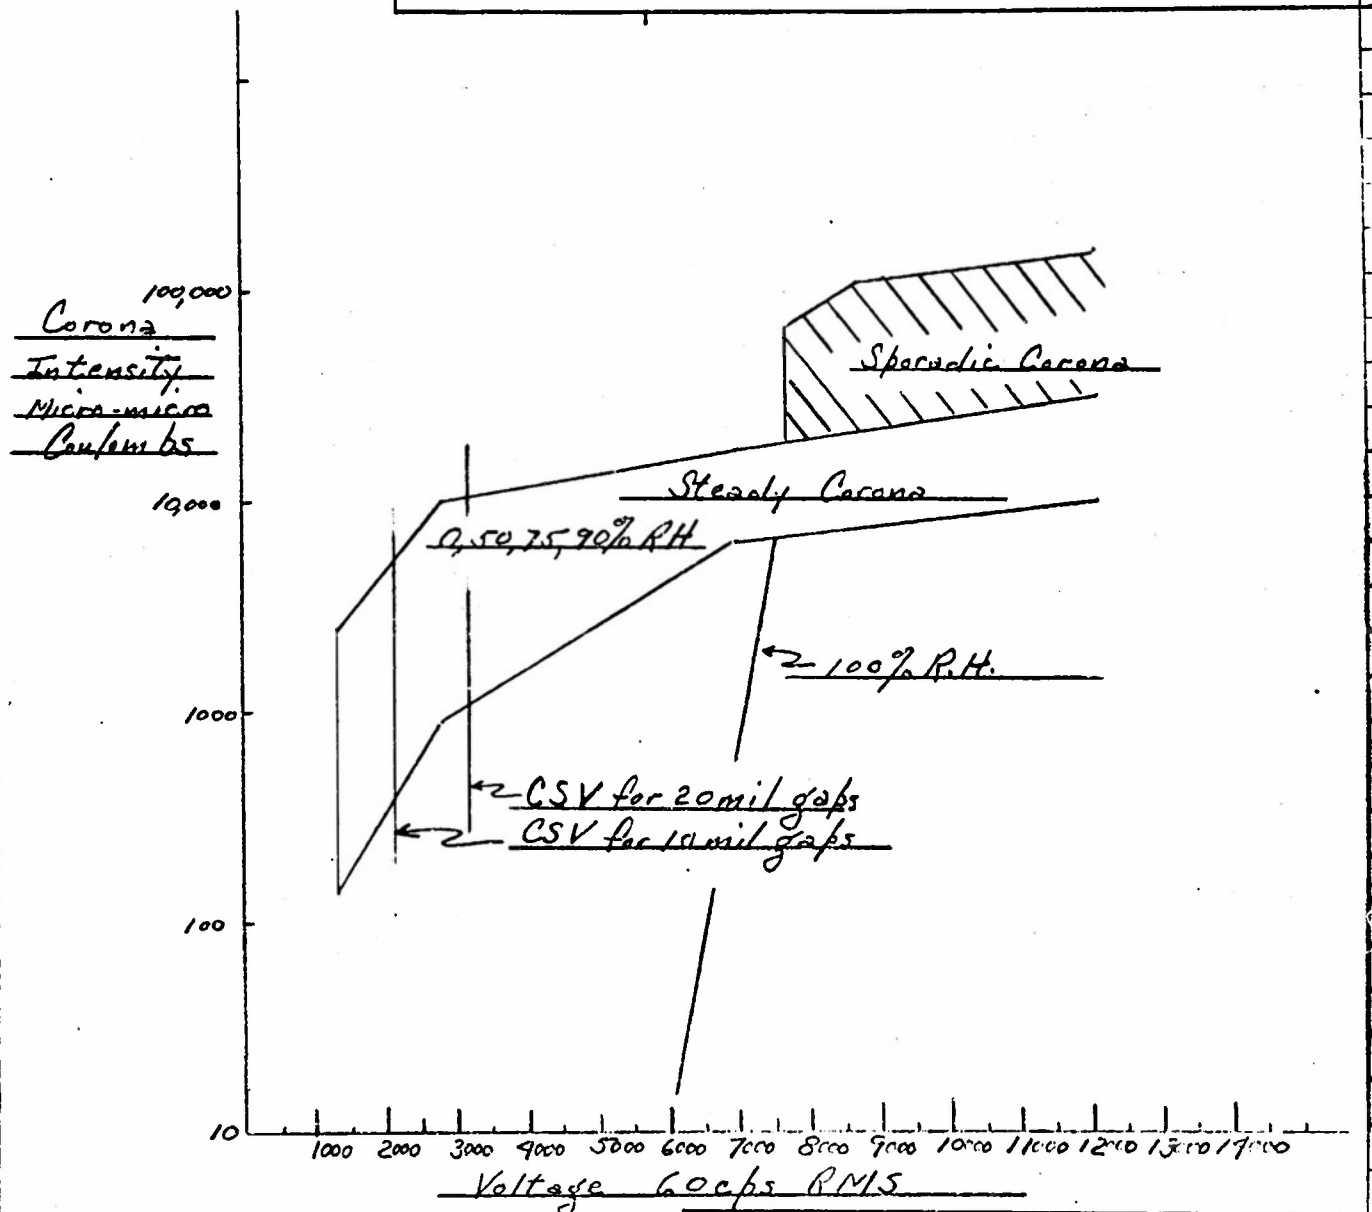 100,000
Corona
Intensity
Micro-micro
Coulombs
Sporadic Corona
10,000
Steady Corona
0,50,75,90% RH
100% R.H.
1000
CSV for 20 mil gaps
CSV for 10 mil gaps
100
10
1000 2000 3000 4000 5000 6000 7000 8000 9000 10000 11000 12000 13000 14000
Voltage 60cps RMS